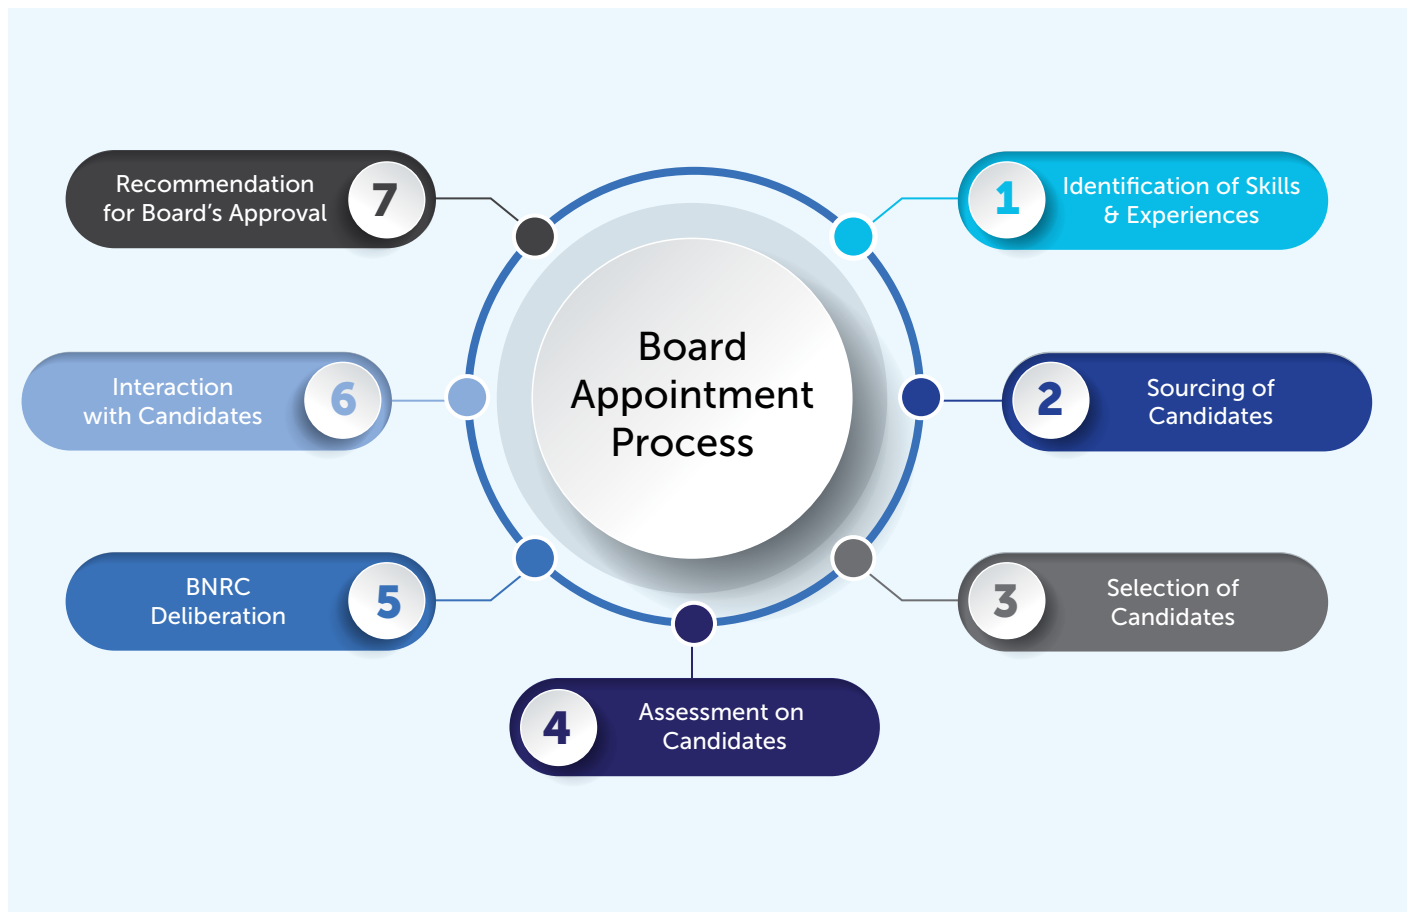 Board
Appointment
Process
1
Identification of Skills
& Experiences
2
Sourcing of
Candidates
3
Selection of
Candidates
4
Assessment on
Candidates
5
BNRC
Deliberation
6
Interaction
with Candidates
7
Recommendation
for Board’s Approval